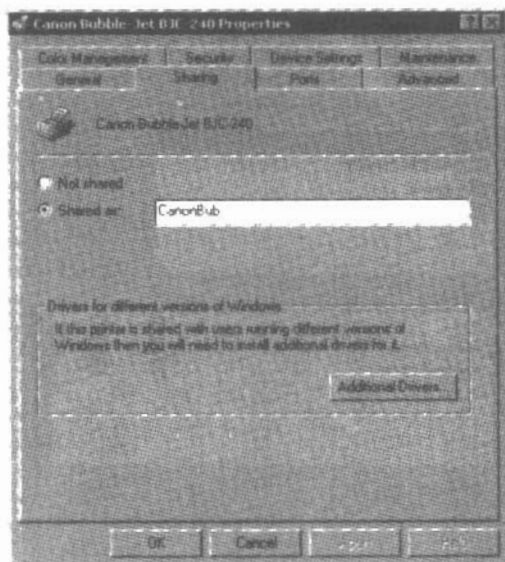 Canon Bubble-Jet BJC-240 Properties
Color Management Security Device Settings Maintenance
General Sharing Ports Advanced
Canon Bubble-Jet BJC-240
Not shared
Shared as: CanonBub
Drivers for different versions of Windows
If this printer is shared with users running different versions of
Windows then you will need to install additional drivers for it.
Additional Drivers...
OK Cancel Apply